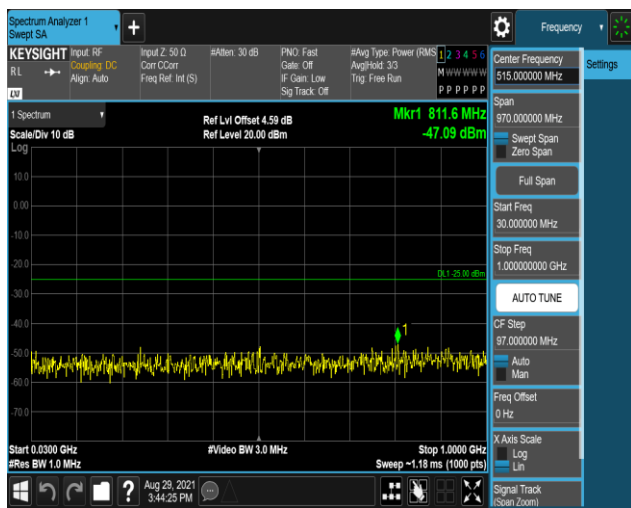 Spectrum Analyzer 1
Swept SA
+
Frequency
KEYSIGHT
RL
LXI
Input: RF
Coupling: DC
Align: Auto
Input Z: 50 Ω
Corr CCorr
Freq Ref: Int (S)
#Atten: 30 dB
PNO: Fast
Gate: Off
IF Gain: Low
Sig Track: Off
#Avg Type: Power (RMS
Avg|Hold: 3/3
Trig: Free Run
1 2 3 4 5 6
M W W W W W
P P P P P P
1 Spectrum
Scale/Div 10 dB
Log
Ref Lvl Offset 4.59 dB
Ref Level 20.00 dBm
Mkr1 811.6 MHz
-47.09 dBm
10.0
0.00
-10.0
-20.0
DL1 -25.00 dBm
-30.0
-40.0
1
-50.0
-60.0
-70.0
Start 0.0300 GHz
#Res BW 1.0 MHz
#Video BW 3.0 MHz
Stop 1.0000 GHz
Sweep ~1.18 ms (1000 pts)
?
Aug 29, 2021
3:44:25 PM
Center Frequency
515.000000 MHz
Settings
Span
970.000000 MHz
Swept Span
Zero Span
Full Span
Start Freq
30.000000 MHz
Stop Freq
1.000000000 GHz
AUTO TUNE
CF Step
97.000000 MHz
Auto
Man
Freq Offset
0 Hz
X Axis Scale
Log
Lin
Signal Track
(Span Zoom)